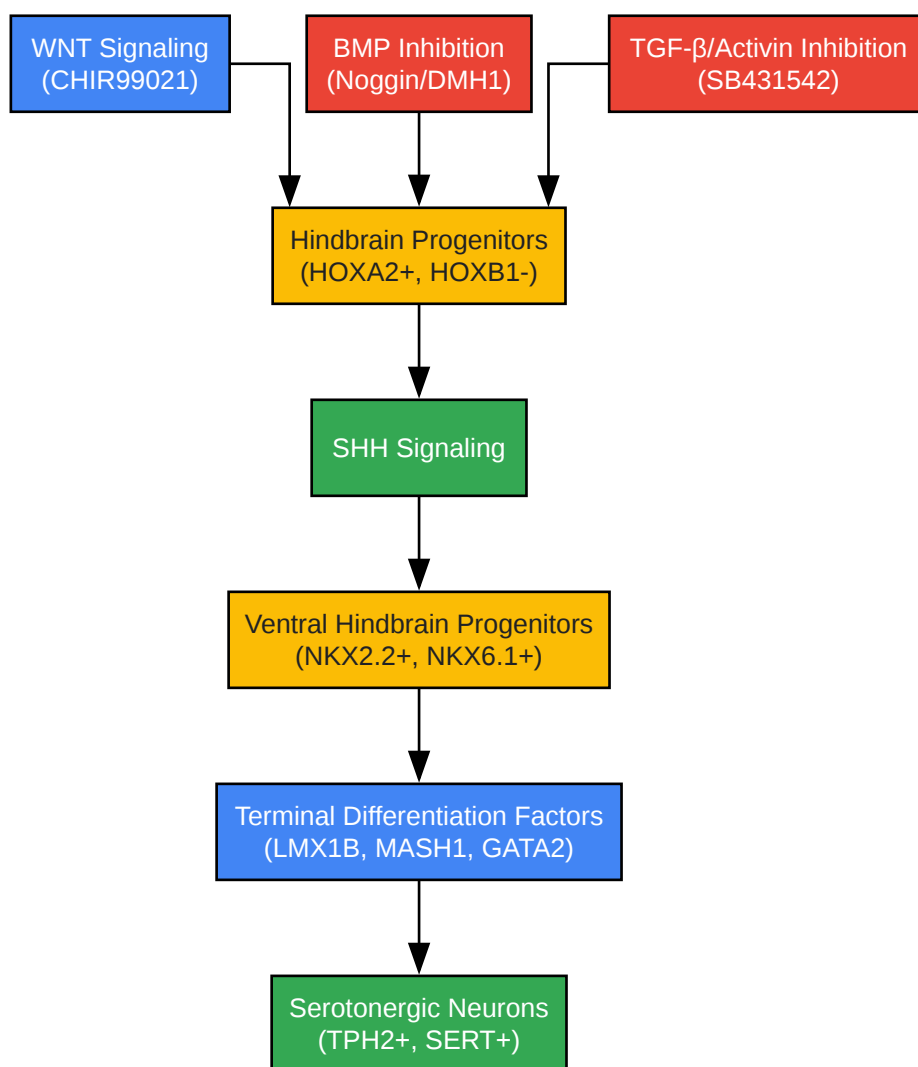 WNT Signaling
(CHIR99021)
BMP Inhibition
(Noggin/DMH1)
TGF-β/Activin Inhibition
(SB431542)
Hindbrain Progenitors
(HOXA2+, HOXB1-)
SHH Signaling
Ventral Hindbrain Progenitors
(NKX2.2+, NKX6.1+)
Terminal Differentiation Factors
(LMX1B, MASH1, GATA2)
Serotonergic Neurons
(TPH2+, SERT+)